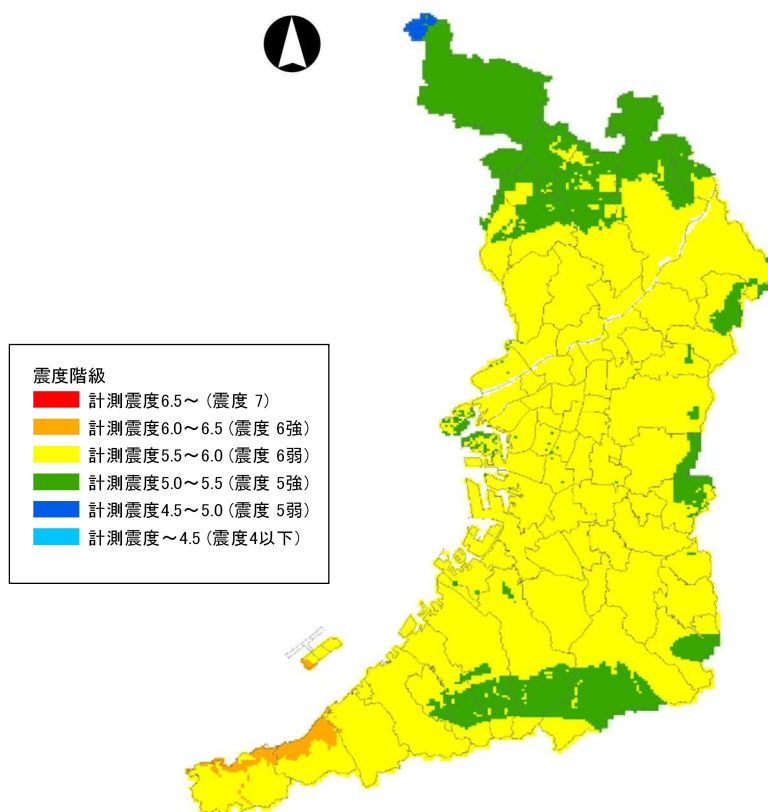 震度階級
計測震度6.5～ (震度 7)
計測震度6.0～6.5 (震度 6強)
計測震度5.5～6.0 (震度 6弱)
計測震度5.0～5.5 (震度 5強)
計測震度4.5～5.0 (震度 5弱)
計測震度～4.5 (震度4以下)